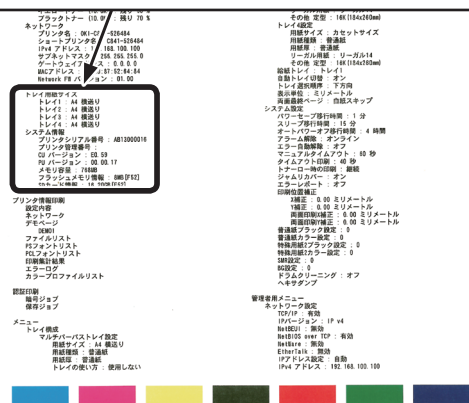 ブラックトナー (10.0K) : 残り 70 %
ネットワーク
プリンタ名 : OKI-C -526484
ショートプリンタ名 C841-526484
IPv4 アドレス : 168.100.100
サブネットマスク 255.255.255.0
ゲートウェイア : 0.0.0.0
MACアドレス :87:52:64:84
Network FW バ ジョン : 01.00
トレイ用紙サイズ
トレイ1 : A4 横送り
トレイ2 : A4 横送り
トレイ3 : A4 横送り
トレイ4 : A4 横送り
システム情報
プリンタシリアル番号 : AB13000016
プリンタ管理番号 :
CU バージョン : E0.59
PU バージョン : 00.00.17
メモリ容量 : 768MB
フラッシュメモリ情報 : 8MB[F52]
SDカード情報 : 16.20GB[F52]
プリンタ情報印刷
設定内容
ネットワーク
デモページ
DEMO1
ファイルリスト
PSフォントリスト
PCLフォントリスト
印刷集計結果
エラーログ
カラープロファイルリスト
認証印刷
暗号ジョブ
保存ジョブ
メニュー
トレイ構成
マルチパーパストレイ設定
用紙サイズ : A4 横送り
用紙種類 : 普通紙
用紙厚 : 普通紙
トレイの使い方 : 使用しない
その他 定型 : 16K(184x260mm)
トレイ4設定
用紙サイズ : カセットサイズ
用紙種類 : 普通紙
用紙厚 : 普通紙
リーガル用紙 : リーガル14
その他 定型 : 16K(184x260mm)
給紙トレイ : トレイ1
自動トレイ切替 : オン
トレイ選択順序 : 下方向
表示単位 : ミリメートル
両面最終ページ : 白紙スキップ
システム設定
パワーセーブ移行時間 : 1 分
スリープ移行時間 : 15 分
オートパワーオフ移行時間 : 4 時間
アラーム解除 : オンライン
エラー自動解除 : オフ
マニュアルタイムアウト : 60 秒
タイムアウト印刷 : 40 秒
トナーロー時の印刷 : 継続
ジャムリカバー : オン
エラーレポート : オフ
印刷位置補正
X補正 : 0.00 ミリメートル
Y補正 : 0.00 ミリメートル
両面印刷X補正 : 0.00 ミリメートル
両面印刷Y補正 : 0.00 ミリメートル
普通紙ブラック設定 : 0
普通紙カラー設定 : 0
特殊用紙2ブラック設定 : 0
特殊用紙2カラー設定 : 0
SMR設定 : 0
BG設定 : 0
ドラムクリーニング : オフ
ヘキサダンプ
管理者用メニュー
ネットワーク設定
TCP/IP : 有効
IPバージョン : IP v4
NetBEUI : 無効
NetBIOS over TCP : 有効
NetWare : 無効
EtherTalk : 無効
IPアドレス設定 : 自動
IPv4 アドレス : 192.168.100.100